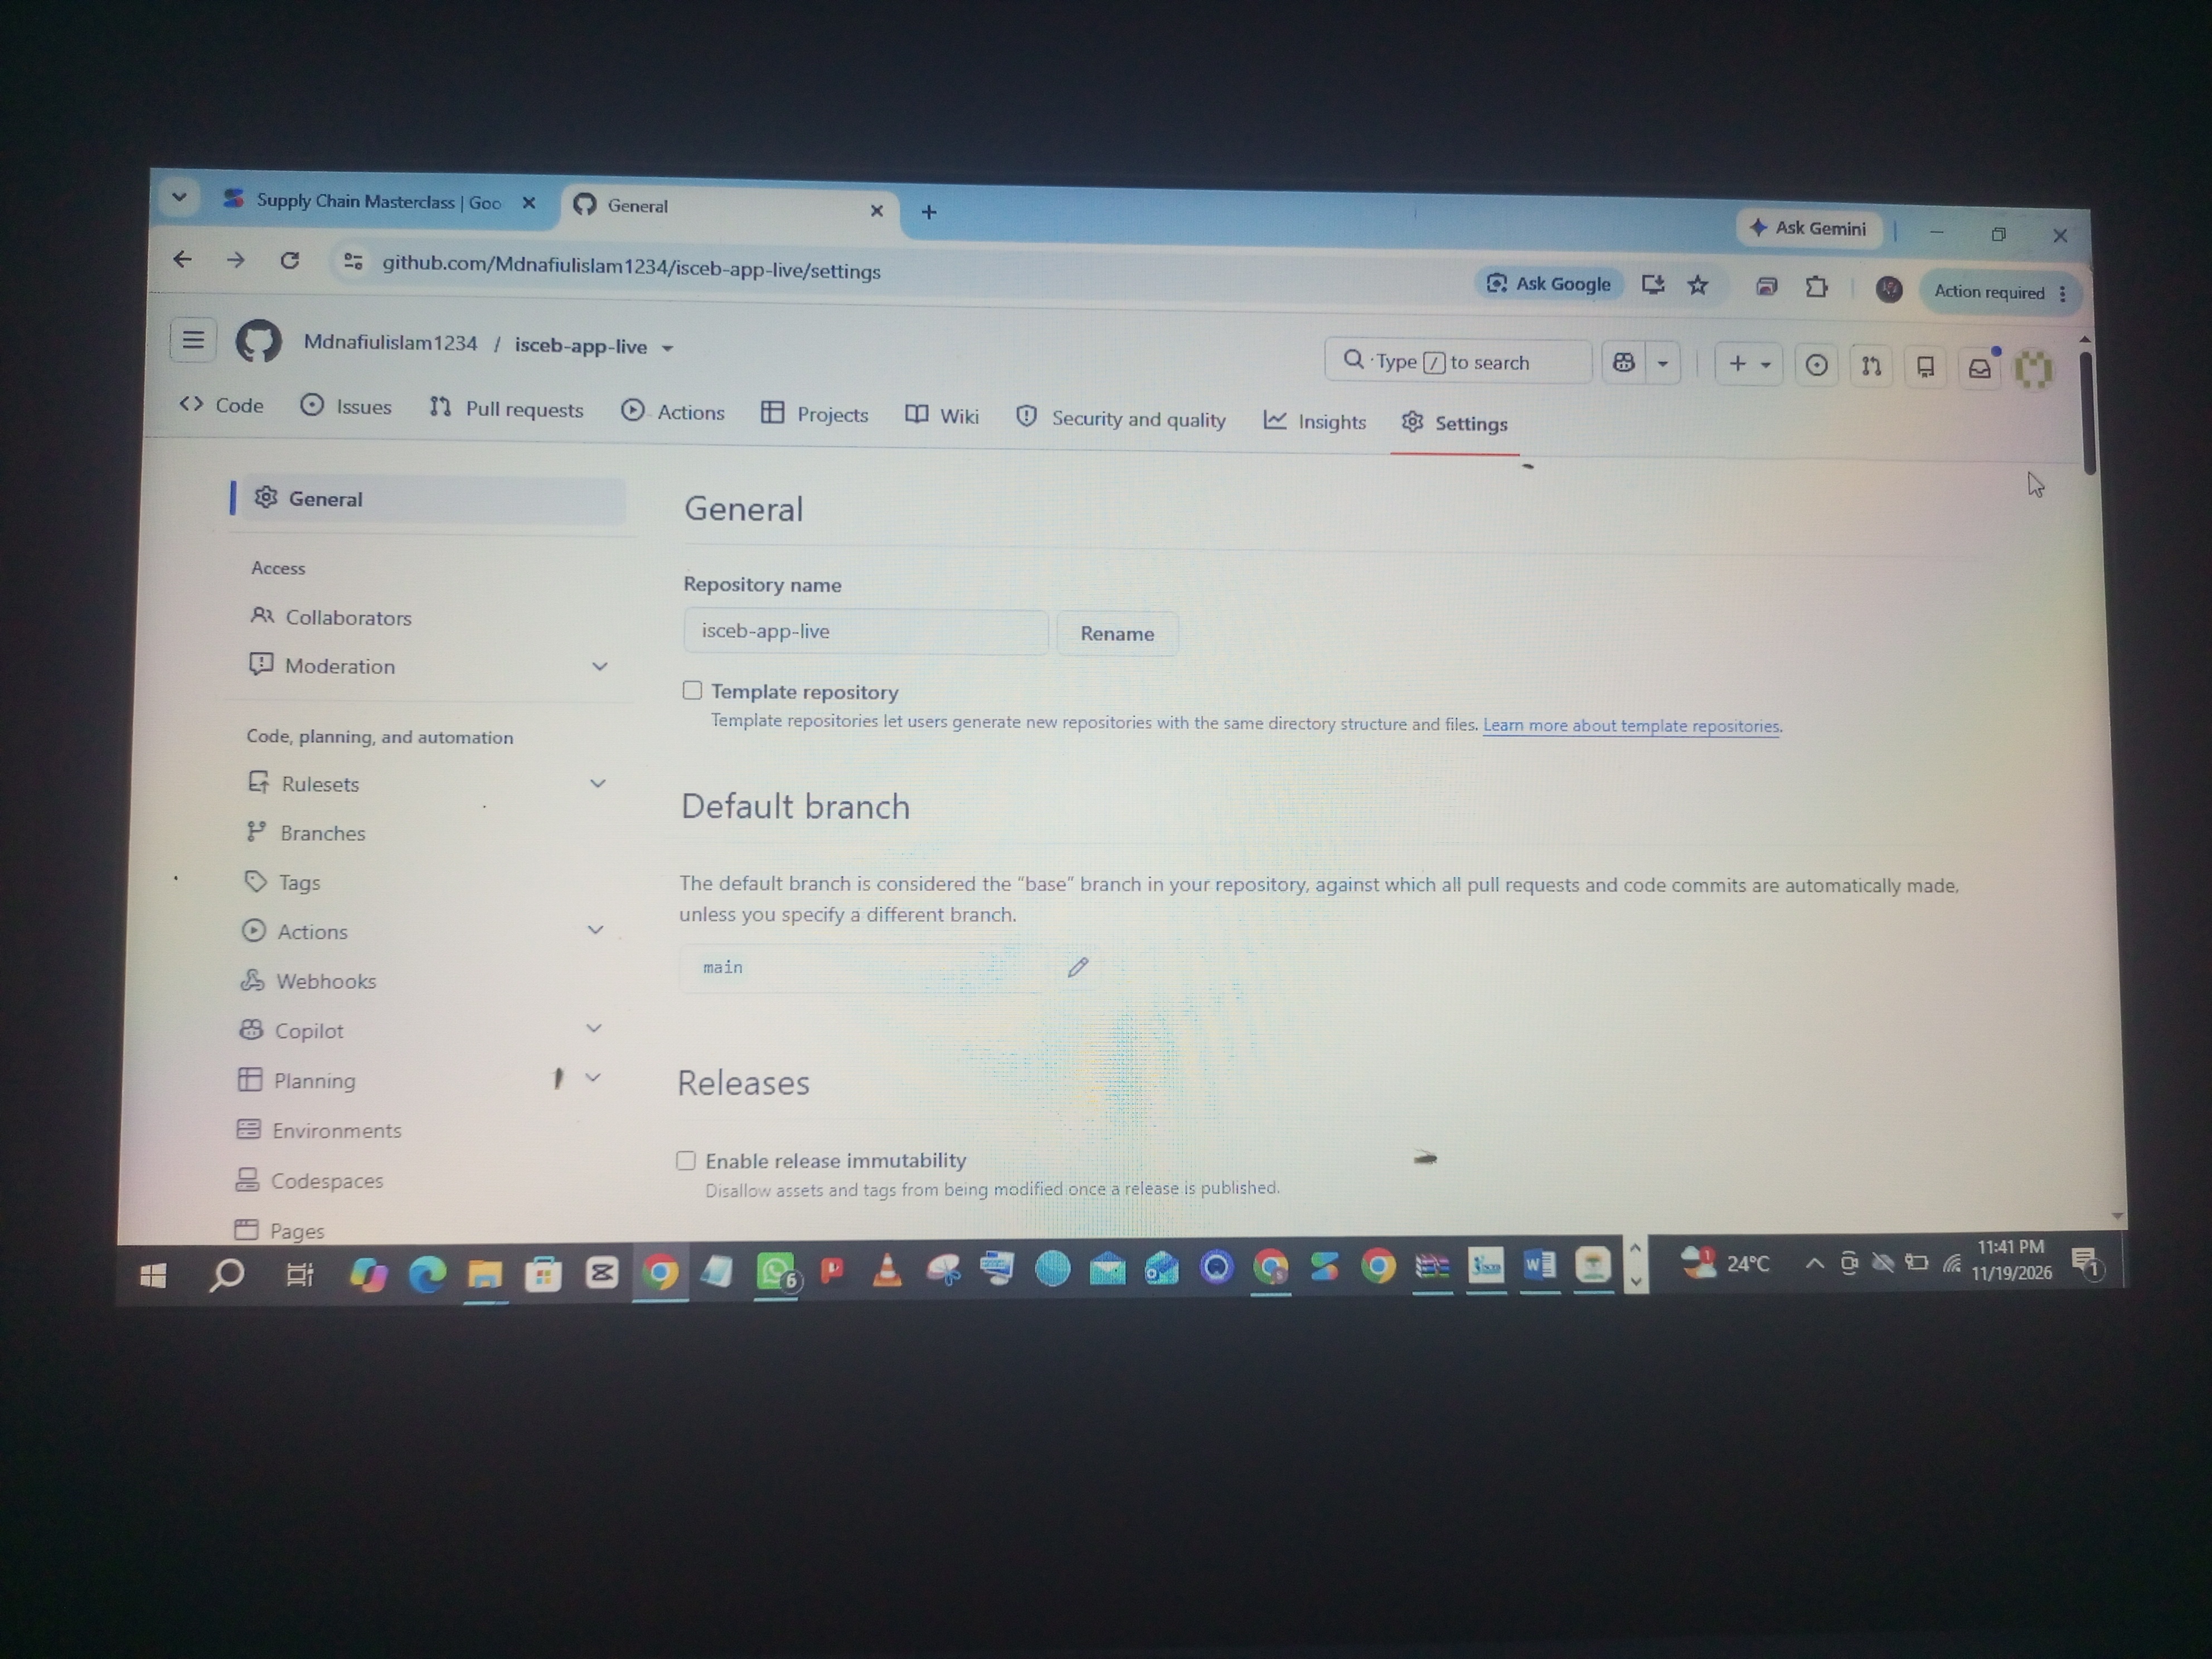 Supply Chain Masterclass | Goo
General
Ask Gemini
github.com/Mdnafiulislam1234/isceb-app-live/settings
Ask Google
Action required
Mdnafiulislam1234 / isceb-app-live
Type / to search
Code
Issues
Pull requests
Actions
Projects
Wiki
Security and quality
Insights
Settings
General
Access
Collaborators
Moderation
Code, planning, and automation
Rulesets
Branches
Tags
Actions
Webhooks
Copilot
Planning
Environments
Codespaces
Pages
General
Repository name
isceb-app-live
Rename
Template repository
Template repositories let users generate new repositories with the same directory structure and files. Learn more about template repositories.
Default branch
The default branch is considered the "base" branch in your repository, against which all pull requests and code commits are automatically made,
unless you specify a different branch.
main
Releases
Enable release immutability
Disallow assets and tags from being modified once a release is published.
6
1
24°C
11:41 PM
11/19/2026
1